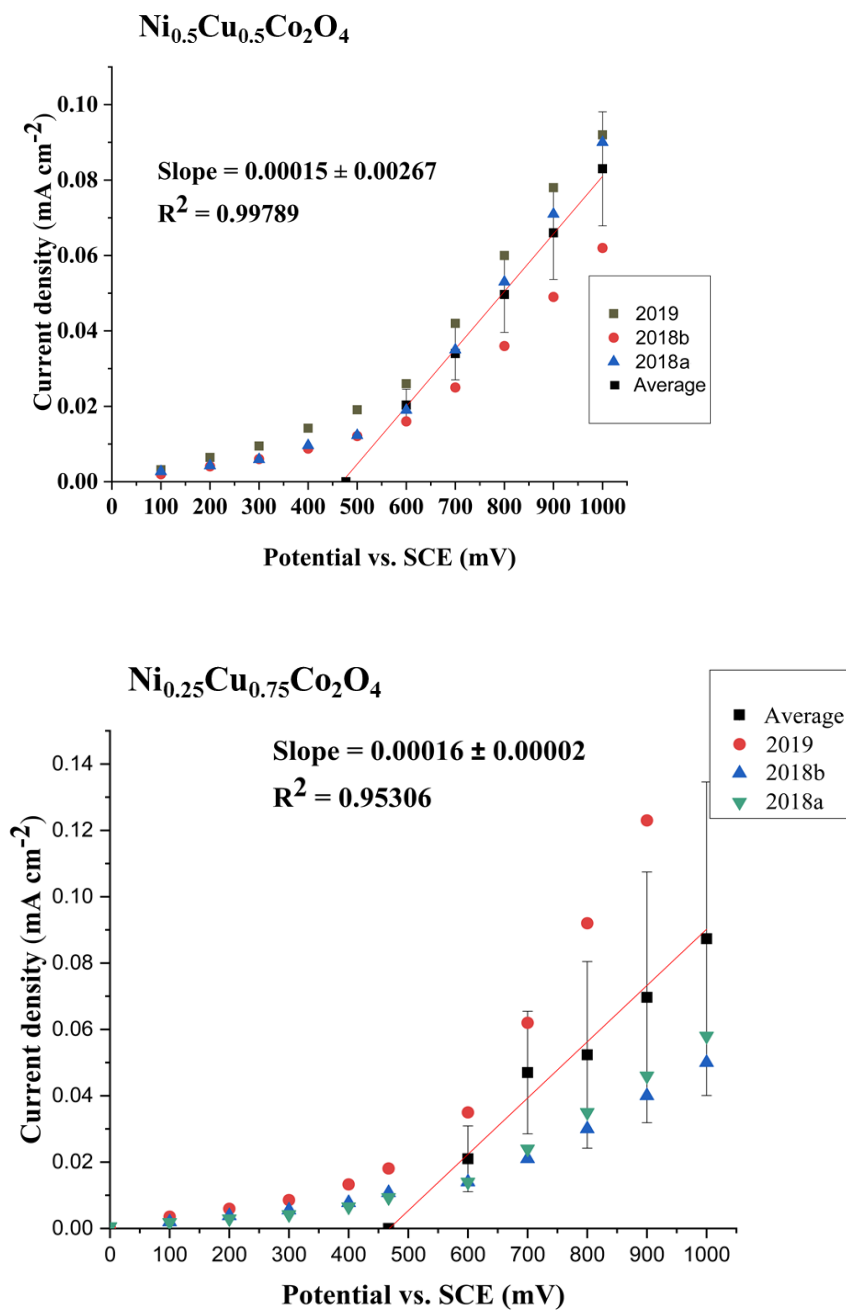 Ni0.5Cu0.5Co2O4
Slope = 0.00015 ± 0.00267
R2 = 0.99789
Current density (mA cm-2)
0.10
0.08
0.06
0.04
0.02
0.00
0 100 200 300 400 500 600 700 800 900 1000
Potential vs. SCE (mV)
2019
2018b
2018a
Average
Ni0.25Cu0.75Co2O4
Slope = 0.00016 ± 0.00002
R2 = 0.95306
Average
2019
2018b
2018a
Current density (mA cm-2)
0.14
0.12
0.10
0.08
0.06
0.04
0.02
0.00
0 100 200 300 400 500 600 700 800 900 1000
Potential vs. SCE (mV)